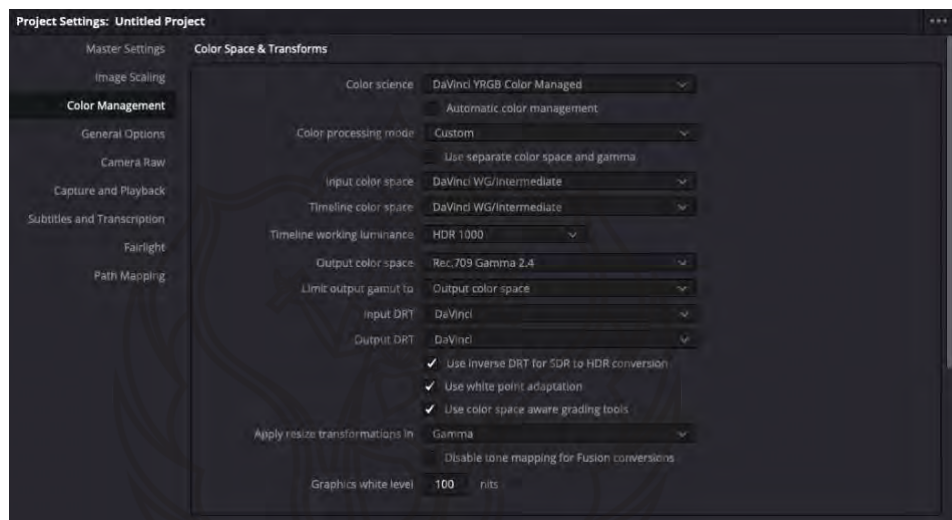 Project Settings: Untitled Project
Master Settings
Image Scaling
Color Management
General Options
Camera Raw
Capture and Playback
Subtitles and Transcription
Fairlight
Path Mapping
Color Space & Transforms
Color science DaVinci YRGB Color Managed
Automatic color management
Color processing mode Custom
Use separate color space and gamma
Input color space DaVinci WG/Intermediate
Timeline color space DaVinci WG/Intermediate
Timeline working luminance HDR 1000
Output color space Rec.709 Gamma 2.4
Limit output gamut to Output color space
Input DRT DaVinci
Output DRT DaVinci
Use inverse DRT for SDR to HDR conversion
Use white point adaptation
Use color space aware grading tools
Apply resize transformations in Gamma
Disable tone mapping for Fusion conversions
Graphics white level 100 nits